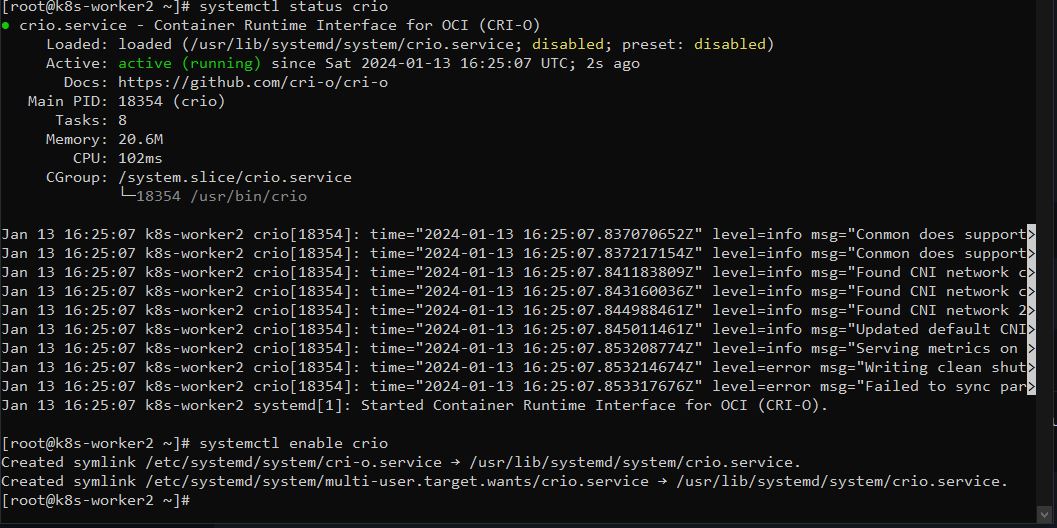 [root@k8s-worker2 ~]# systemctl status crio
● crio.service - Container Runtime Interface for OCI (CRI-O)
     Loaded: loaded (/usr/lib/systemd/system/crio.service; disabled; preset: disabled)
     Active: active (running) since Sat 2024-01-13 16:25:07 UTC; 2s ago
       Docs: https://github.com/cri-o/cri-o
   Main PID: 18354 (crio)
      Tasks: 8
     Memory: 20.6M
        CPU: 102ms
     CGroup: /system.slice/crio.service
             └─18354 /usr/bin/crio
Jan 13 16:25:07 k8s-worker2 crio[18354]: time="2024-01-13 16:25:07.837070652Z" level=info msg="Conmon does support>
Jan 13 16:25:07 k8s-worker2 crio[18354]: time="2024-01-13 16:25:07.837217154Z" level=info msg="Conmon does support>
Jan 13 16:25:07 k8s-worker2 crio[18354]: time="2024-01-13 16:25:07.841183809Z" level=info msg="Found CNI network c>
Jan 13 16:25:07 k8s-worker2 crio[18354]: time="2024-01-13 16:25:07.843160036Z" level=info msg="Found CNI network c>
Jan 13 16:25:07 k8s-worker2 crio[18354]: time="2024-01-13 16:25:07.844988461Z" level=info msg="Found CNI network 2>
Jan 13 16:25:07 k8s-worker2 crio[18354]: time="2024-01-13 16:25:07.845011461Z" level=info msg="Updated default CNI>
Jan 13 16:25:07 k8s-worker2 crio[18354]: time="2024-01-13 16:25:07.853208774Z" level=info msg="Serving metrics on >
Jan 13 16:25:07 k8s-worker2 crio[18354]: time="2024-01-13 16:25:07.853214674Z" level=error msg="Writing clean shut>
Jan 13 16:25:07 k8s-worker2 crio[18354]: time="2024-01-13 16:25:07.853317676Z" level=error msg="Failed to sync par>
Jan 13 16:25:07 k8s-worker2 systemd[1]: Started Container Runtime Interface for OCI (CRI-O).
[root@k8s-worker2 ~]# systemctl enable crio
Created symlink /etc/systemd/system/cri-o.service → /usr/lib/systemd/system/crio.service.
Created symlink /etc/systemd/system/multi-user.target.wants/crio.service → /usr/lib/systemd/system/crio.service.
[root@k8s-worker2 ~]#